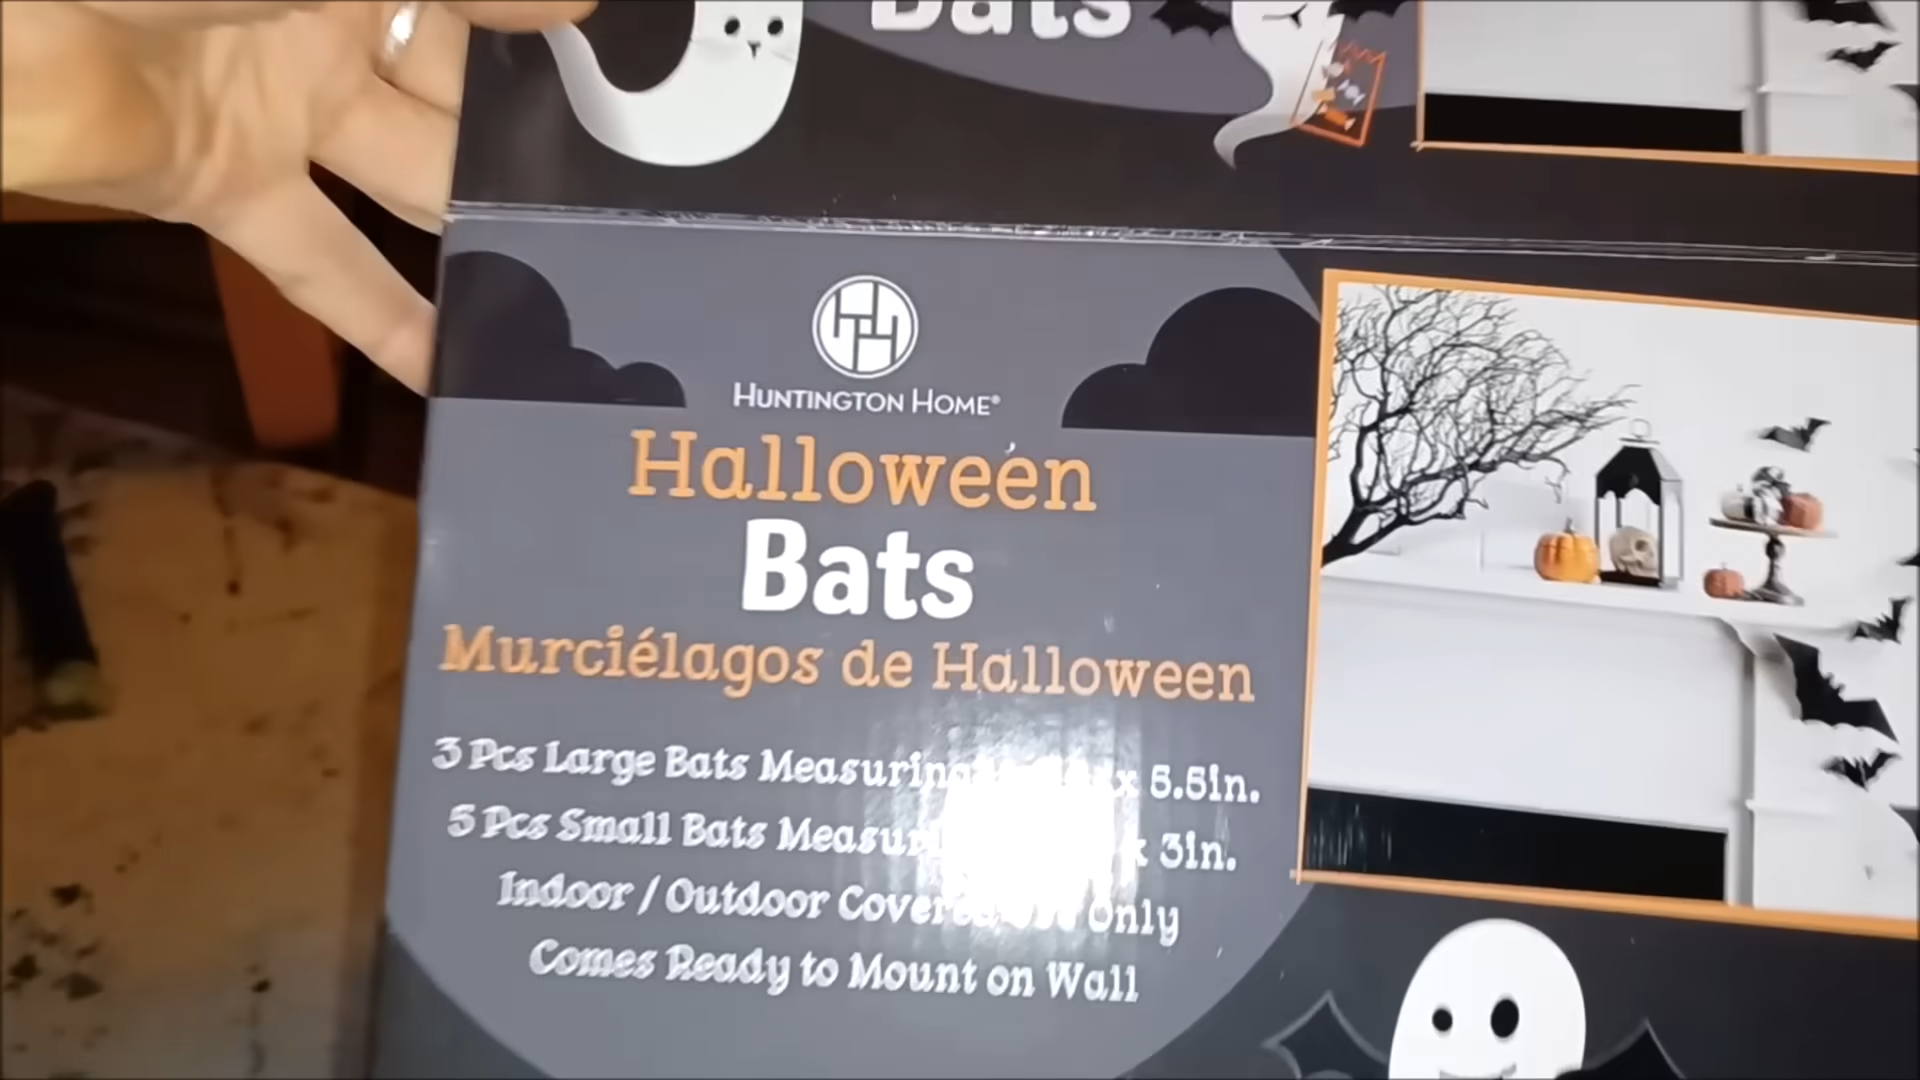 Bats
HUNTINGTON HOME®
Halloween
Bats
Murciélagos de Halloween
3 Pcs Large Bats Measuring x 5.5in.
5 Pcs Small Bats x 3in.
Indoor / Outdoor Covered Only
Comes Ready to Mount on Wall